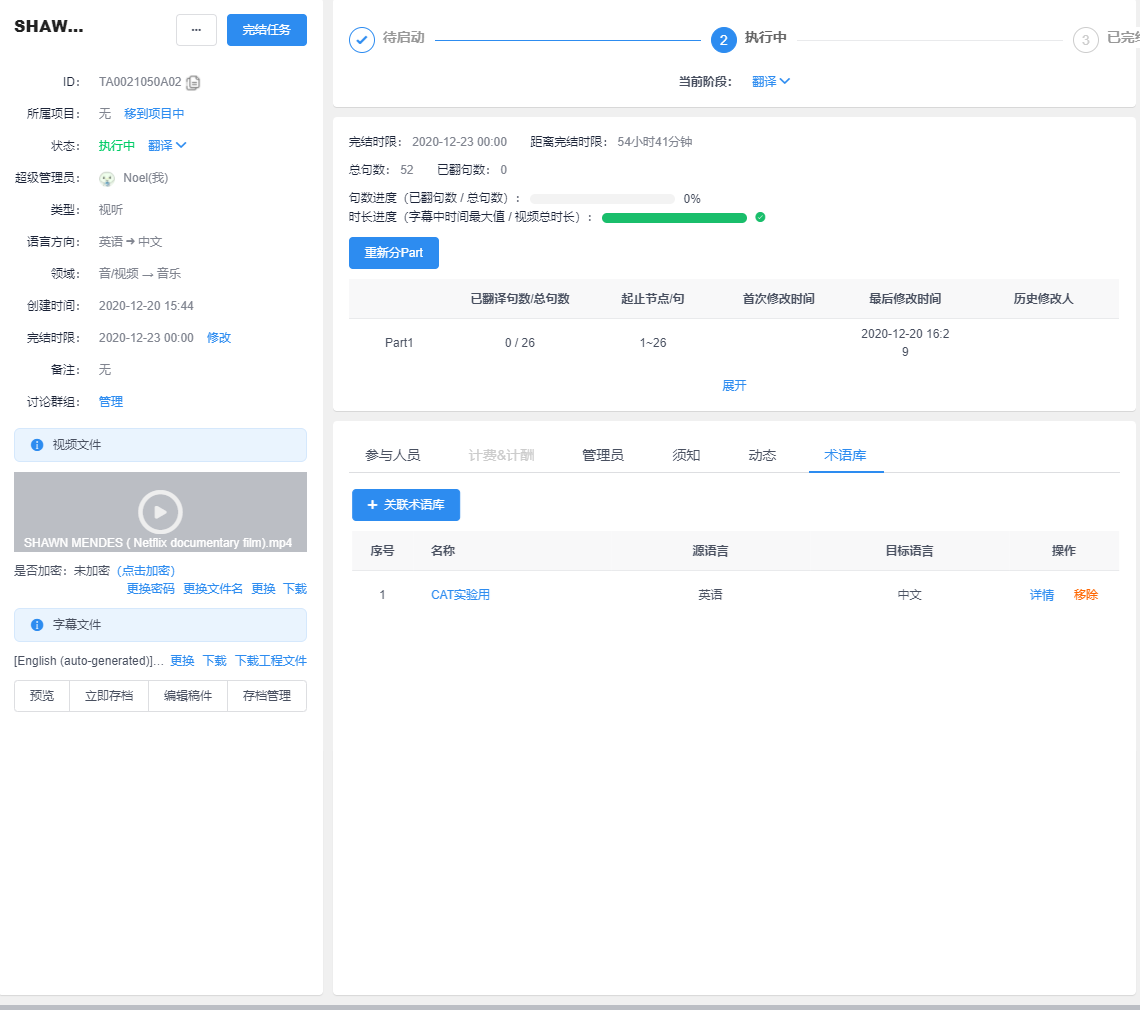 SHAW...
...
完结任务
ID:
TA0021050A02
所属项目:
无 移到项目中
状态:
执行中 翻译
超级管理员:
Noel(我)
类型:
视听
语言方向:
英语 → 中文
领域:
音/视频 → 音乐
创建时间:
2020-12-20 15:44
完结时限:
2020-12-23 00:00 修改
备注:
无
讨论群组:
管理
视频文件
SHAWN MENDES ( Netflix documentary film).mp4
是否加密: 未加密 (点击加密)
更换密码 更换文件名 更换 下载
字幕文件
[English (auto-generated)]... 更换 下载 下载工程文件
预览 立即存档 编辑稿件 存档管理
待启动
2 执行中
3
当前阶段: 翻译
完结时限: 2020-12-23 00:00 距离完结时限: 54小时41分钟
总句数: 52 已翻句数: 0
句数进度(已翻句数 / 总句数): 0%
时长进度(字幕中时间最大值 / 视频总时长):
重新分Part
已翻译句数/总句数 起止节点/句 首次修改时间 最后修改时间 历史修改人
Part1 0 / 26 1~26 2020-12-20 16:2
9
展开
参与人员 计费&计酬 管理员 须知 动态 术语库
+ 关联术语库
序号 名称 源语言 目标语言 操作
1 CAT实验用 英语 中文 详情 移除